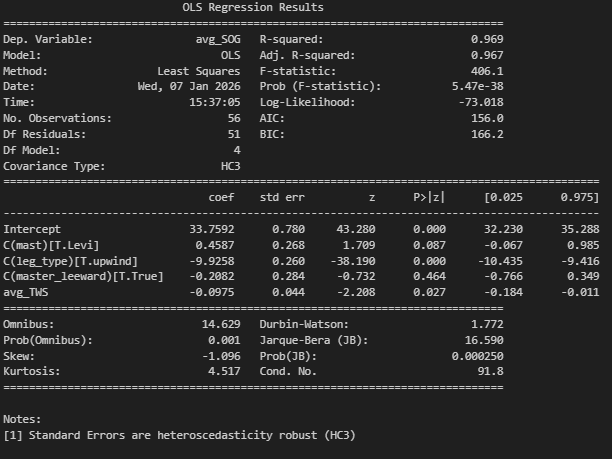 OLS Regression Results
==============================================================================
Dep. Variable: avg_SOG R-squared: 0.969
Model: OLS Adj. R-squared: 0.967
Method: Least Squares F-statistic: 406.1
Date: Wed, 07 Jan 2026 Prob (F-statistic): 5.47e-38
Time: 15:37:05 Log-Likelihood: -73.018
No. Observations: 56 AIC: 156.0
Df Residuals: 51 BIC: 166.2
Df Model: 4
Covariance Type: HC3
===========================================================================================
coef std err z P>|z| [0.025 0.975]
-------------------------------------------------------------------------------------------
Intercept 33.7592 0.780 43.280 0.000 32.230 35.288
C(mast)[T.Levi] 0.4587 0.268 1.709 0.087 -0.067 0.985
C(leg_type)[T.upwind] -9.9258 0.260 -38.190 0.000 -10.435 -9.416
C(master_leeward)[T.True] -0.2082 0.284 -0.732 0.464 -0.766 0.349
avg_TWS -0.0975 0.044 -2.208 0.027 -0.184 -0.011
==============================================================================
Omnibus: 14.629 Durbin-Watson: 1.772
Prob(Omnibus): 0.001 Jarque-Bera (JB): 16.590
Skew: -1.096 Prob(JB): 0.000250
Kurtosis: 4.517 Cond. No. 91.8
==============================================================================
Notes:
[1] Standard Errors are heteroscedasticity robust (HC3)